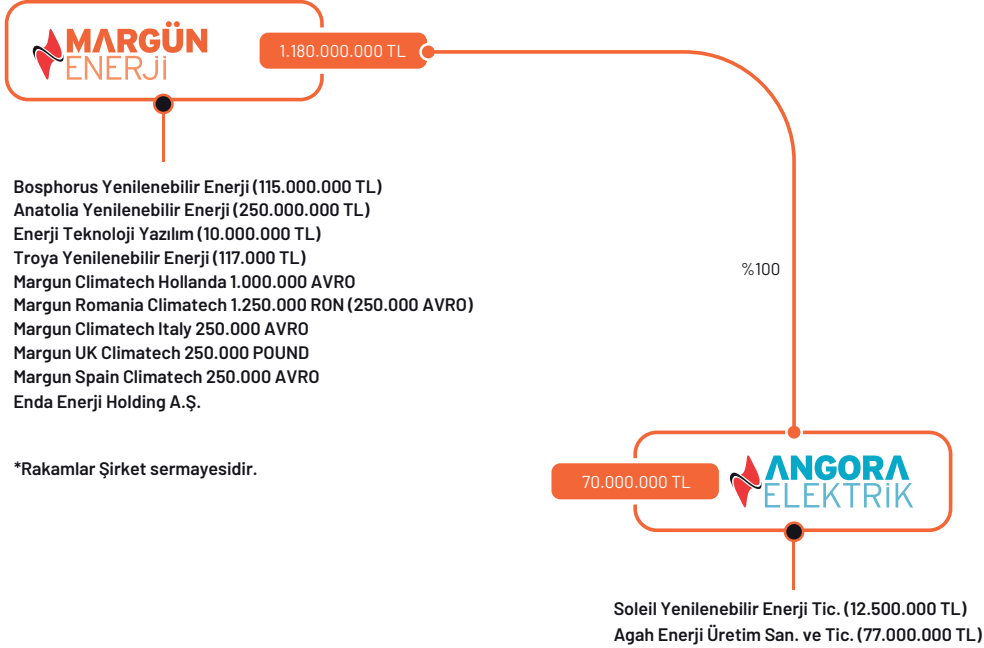 MARGÜN
ENERJİ
1.180.000.000 TL
Bosphorus Yenilenebilir Enerji (115.000.000 TL)
Anatolia Yenilenebilir Enerji (250.000.000 TL)
Enerji Teknoloji Yazılım (10.000.000 TL)
Troya Yenilenebilir Enerji (117.000 TL)
Margun Climatech Hollanda 1.000.000 AVRO
Margun Romania Climatech 1.250.000 RON (250.000 AVRO)
Margun Climatech Italy 250.000 AVRO
Margun UK Climatech 250.000 POUND
Margun Spain Climatech 250.000 AVRO
Enda Enerji Holding A.Ş.
*Rakamlar Şirket sermayesidir.
%100
70.000.000 TL
ANGORA
ELEKTRİK
Soleil Yenilenebilir Enerji Tic. (12.500.000 TL)
Agah Enerji Üretim San. ve Tic. (77.000.000 TL)